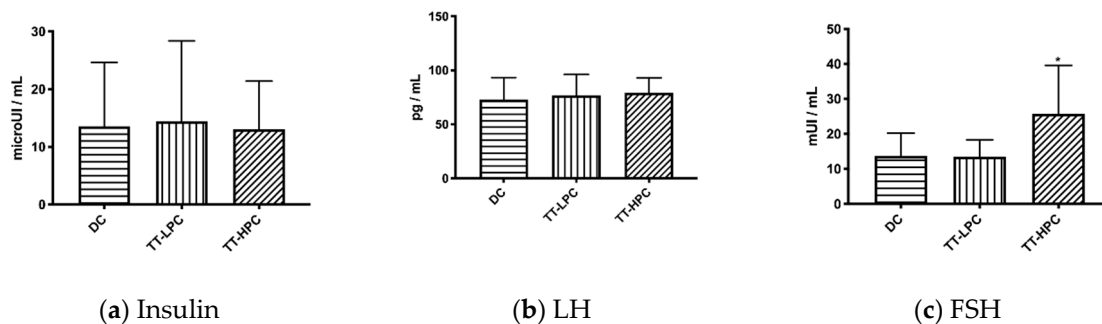 30
20
10
0
microUI / mL
DC
TT-LPC
TT-HPC
(a) Insulin
150
100
50
0
pg / mL
DC
TT-LPC
TT-HPC
(b) LH
50
40
30
20
10
0
mUI / mL
*
DC
TT-LPC
TT-HPC
(c) FSH